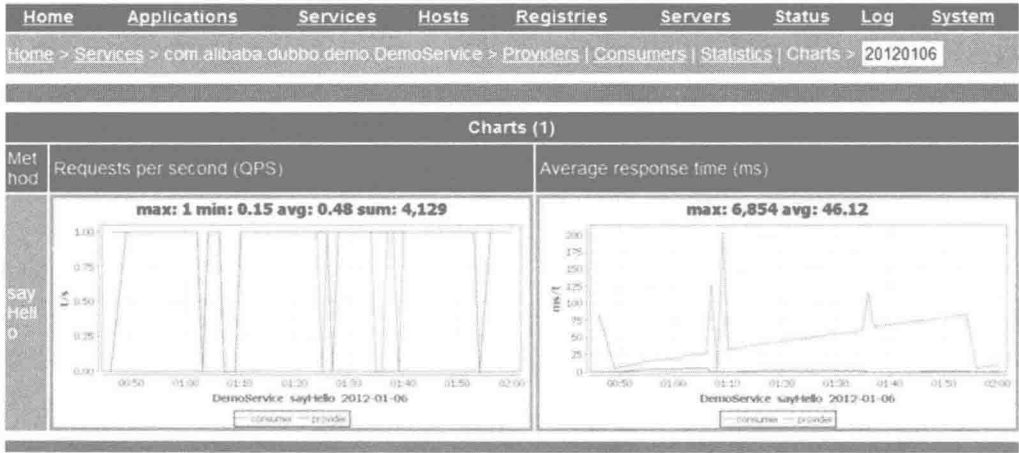 Home Applications Services Hosts Registries Servers Status Log System
Home > Services > com.alibaba.dubbo.demo.DemoService > Providers | Consumers | Statistics | Charts > 20120106
Charts (1)
Met
hod
Requests per second (QPS)
Average response time (ms)
say
Hell
o
max: 1 min: 0.15 avg: 0.48 sum: 4,129
1.00
0.75
0.50
0.25
0.00
t/s
00:50 01:00 01:10 01:20 01:30 01:40 01:50 02:00
DemoService sayHello 2012-01-06
consumer provider
max: 6,854 avg: 46.12
200
175
150
125
100
75
50
25
0
ms/t
00:50 01:00 01:10 01:20 01:30 01:40 01:50 02:00
DemoService sayHello 2012-01-06
consumer provider